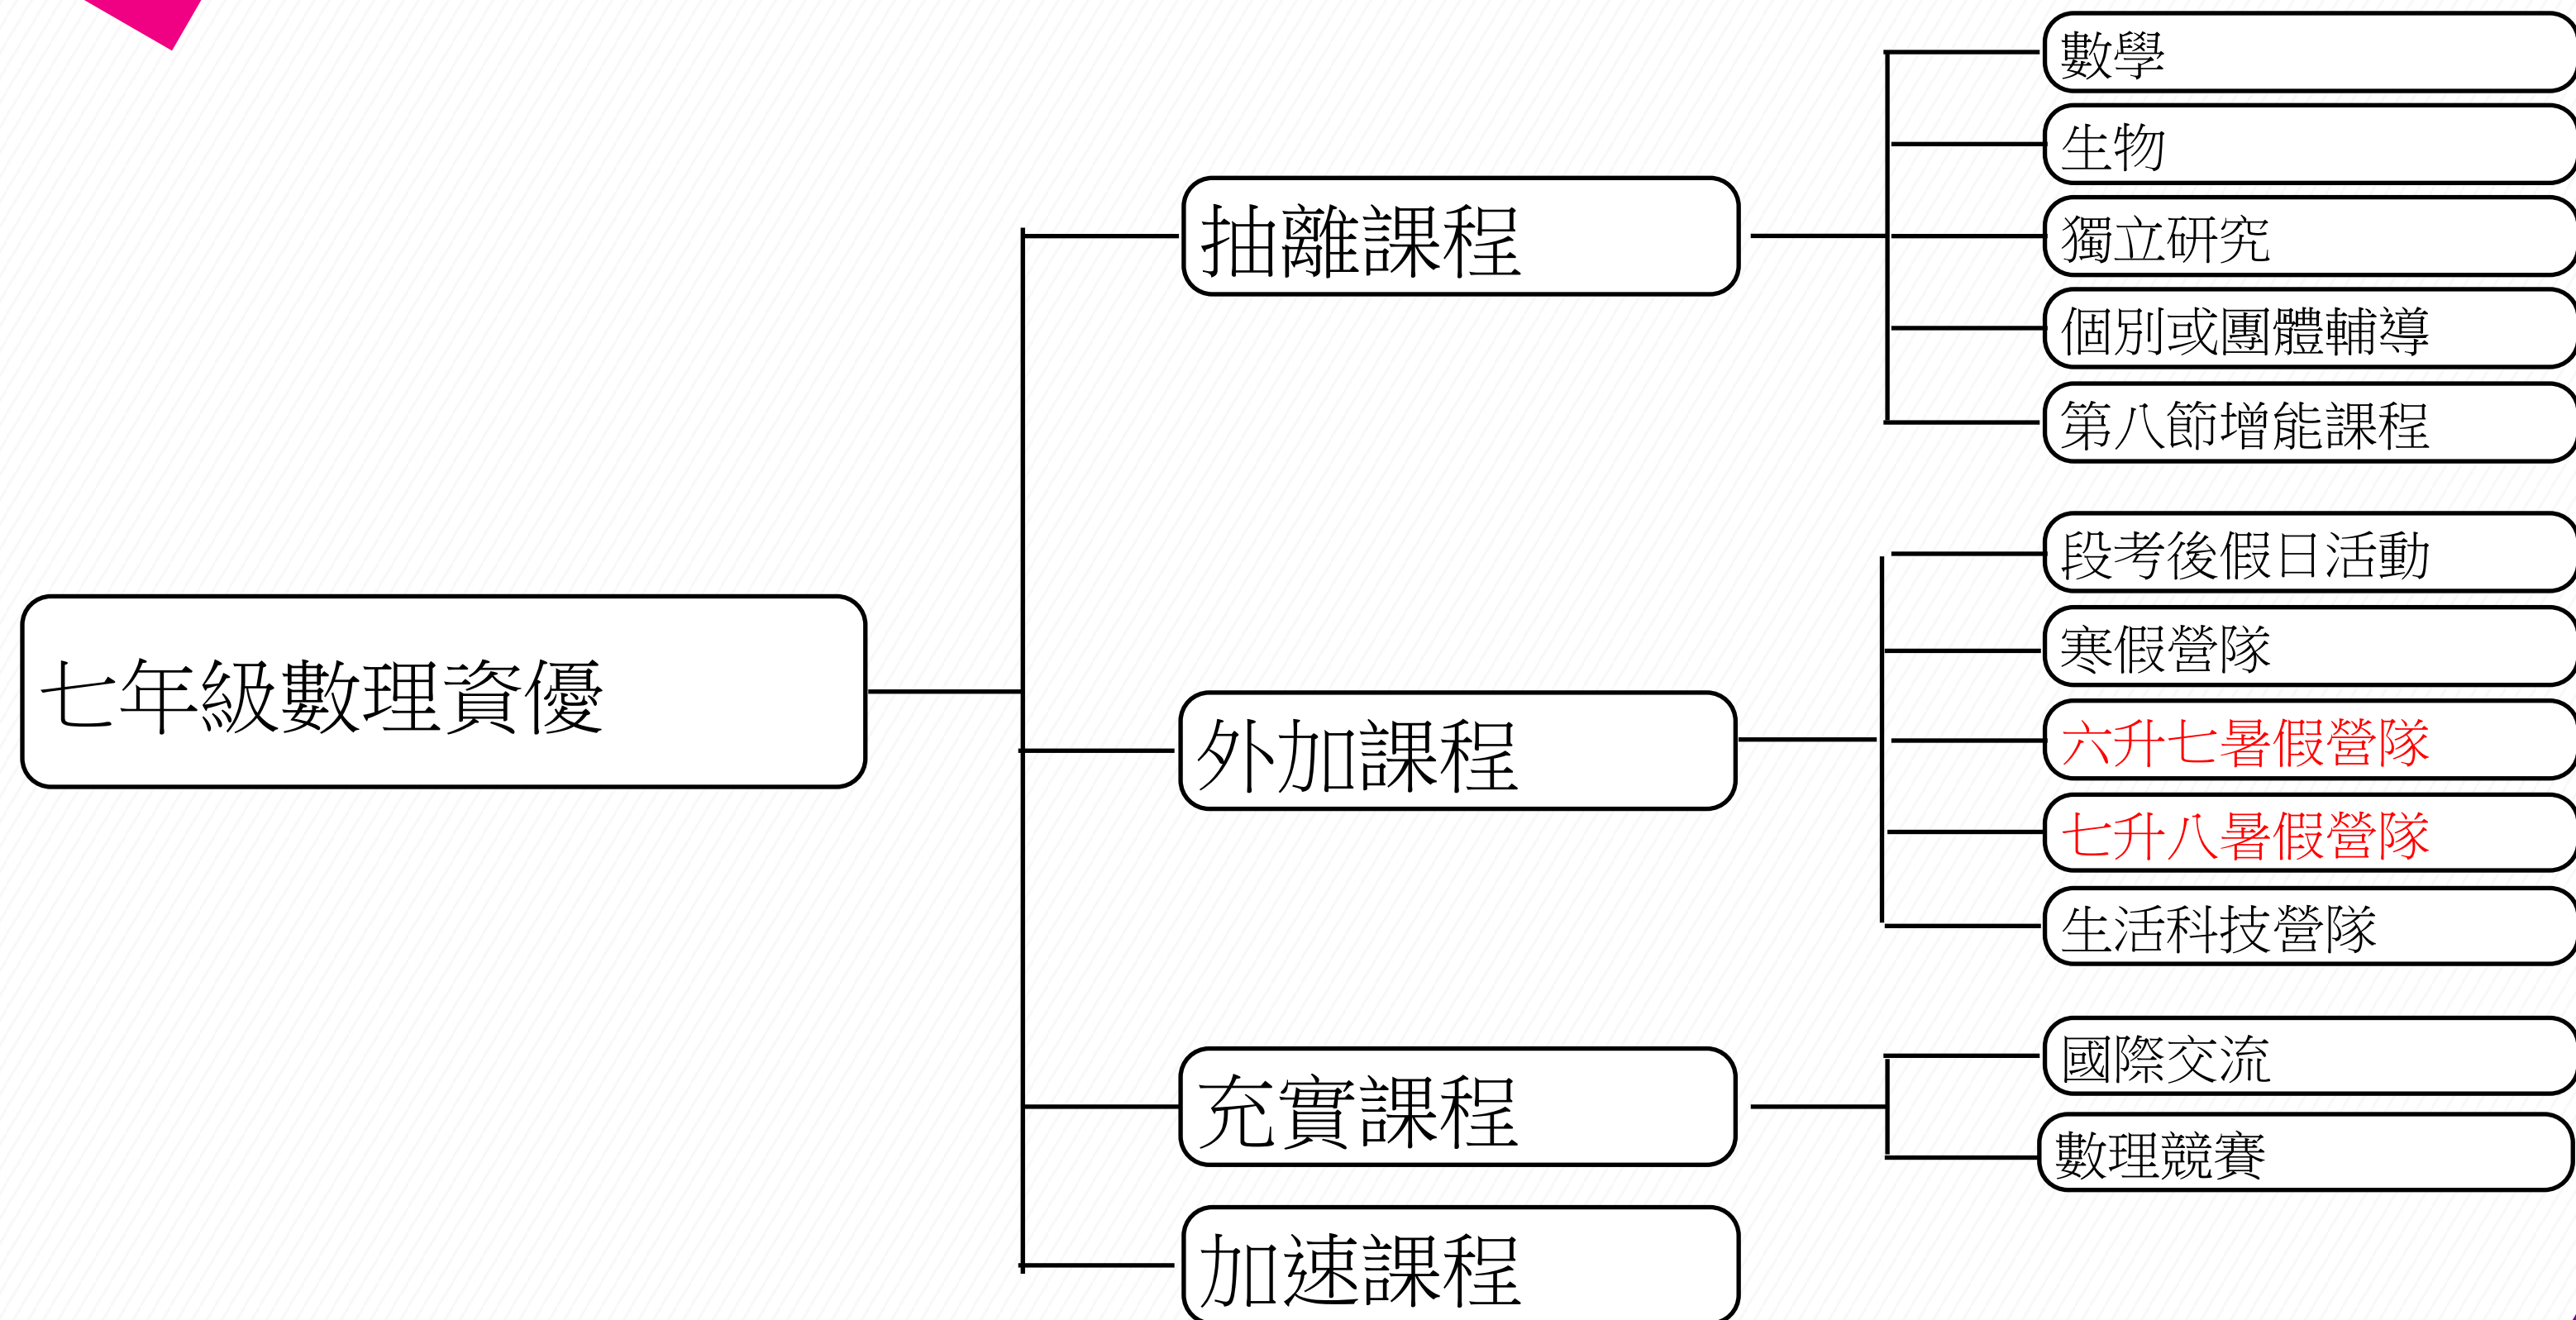 七年級數理資優
抽離課程
數學
生物
獨立研究
個別或團體輔導
第八節增能課程
外加課程
段考後假日活動
寒假營隊
六升七暑假營隊
七升八暑假營隊
生活科技營隊
充實課程
國際交流
數理競賽
加速課程